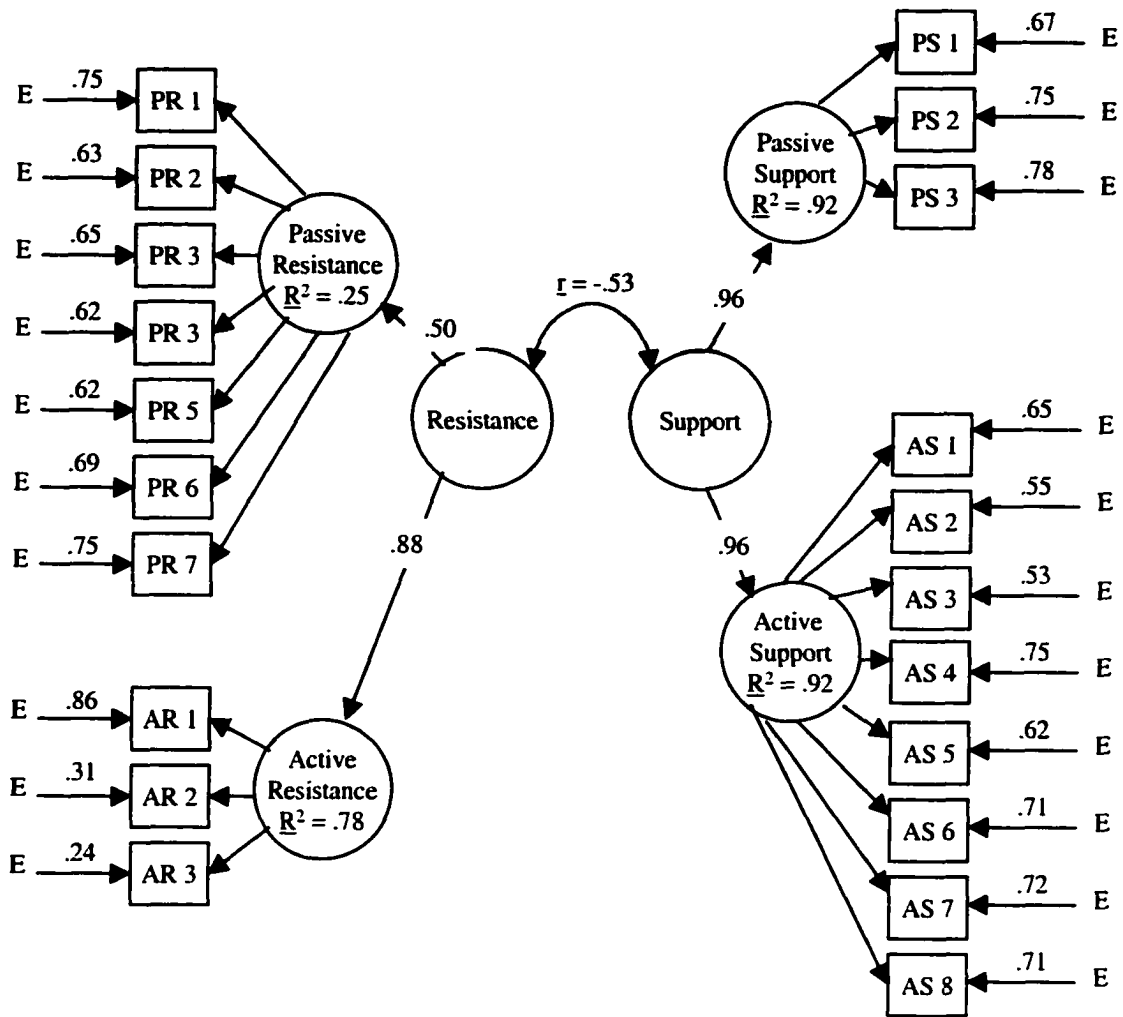 .75
E PR 1
.63
E PR 2
.65
E PR 3
.62
E PR 3
.62
E PR 5
.69
E PR 6
.75
E PR 7
Passive
Resistance
R² = .25
.50
Resistance
.88
.86
E AR 1
.31
E AR 2
.24
E AR 3
Active
Resistance
R² = .78
r = -.53
Support
.96
Passive
Support
R² = .92
.67
PS 1 E
.75
PS 2 E
.78
PS 3 E
.96
Active
Support
R² = .92
.65
AS 1 E
.55
AS 2 E
.53
AS 3 E
.75
AS 4 E
.62
AS 5 E
.71
AS 6 E
.72
AS 7 E
.71
AS 8 E